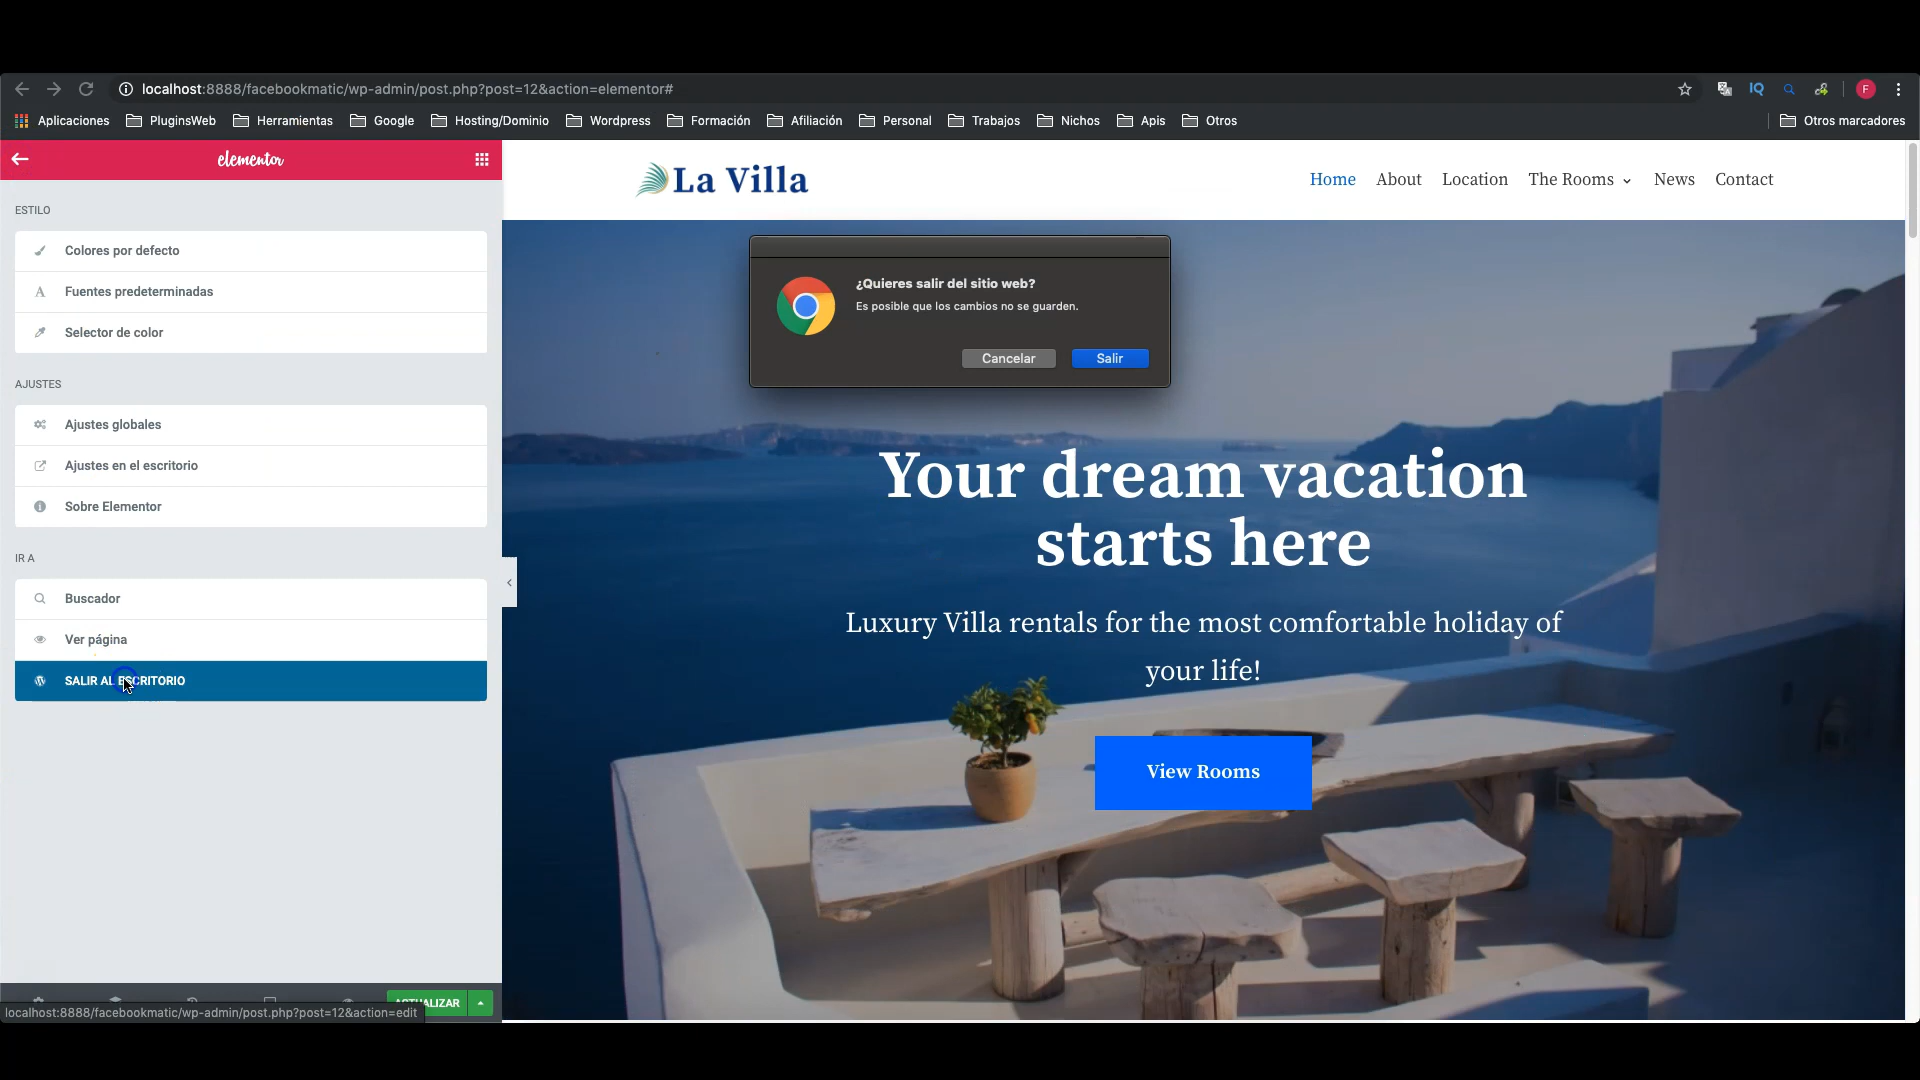 localhost:8888/facebookmatic/wp-admin/post.php?post=12&action=elementor#
IQ
F
Aplicaciones PluginsWeb Herramientas Google Hosting/Dominio Wordpress Formación Afiliación Personal Trabajos Nichos Apis Otros Otros marcadores
elementor
ESTILO
Colores por defecto
Fuentes predeterminadas
Selector de color
AJUSTES
Ajustes globales
Ajustes en el escritorio
Sobre Elementor
IR A
Buscador
Ver página
SALIR AL ESCRITORIO
ACTUALIZAR
localhost:8888/facebookmatic/wp-admin/post.php?post=12&action=edit
La Villa
Home About Location The Rooms News Contact
¿Quieres salir del sitio web?
Es posible que los cambios no se guarden.
Cancelar Salir
Your dream vacation
starts here
Luxury Villa rentals for the most comfortable holiday of
your life!
View Rooms